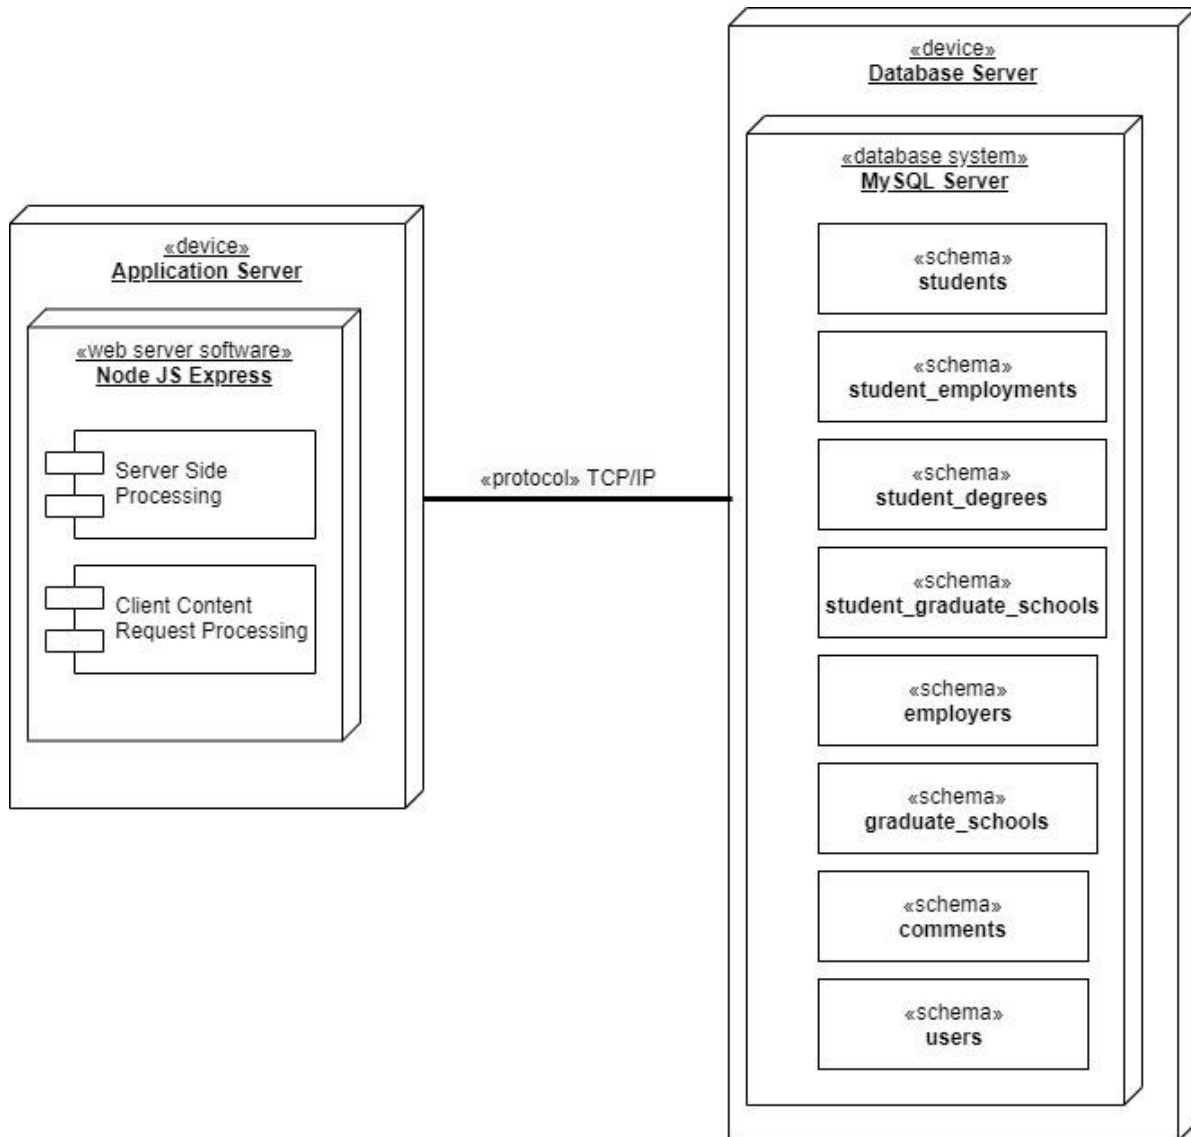 «device»
Application Server
«web server software»
Node JS Express
Server Side
Processing
Client Content
Request Processing
«protocol» TCP/IP
«device»
Database Server
«database system»
MySQL Server
«schema»
students
«schema»
student_employments
«schema»
student_degrees
«schema»
student_graduate_schools
«schema»
employers
«schema»
graduate_schools
«schema»
comments
«schema»
users